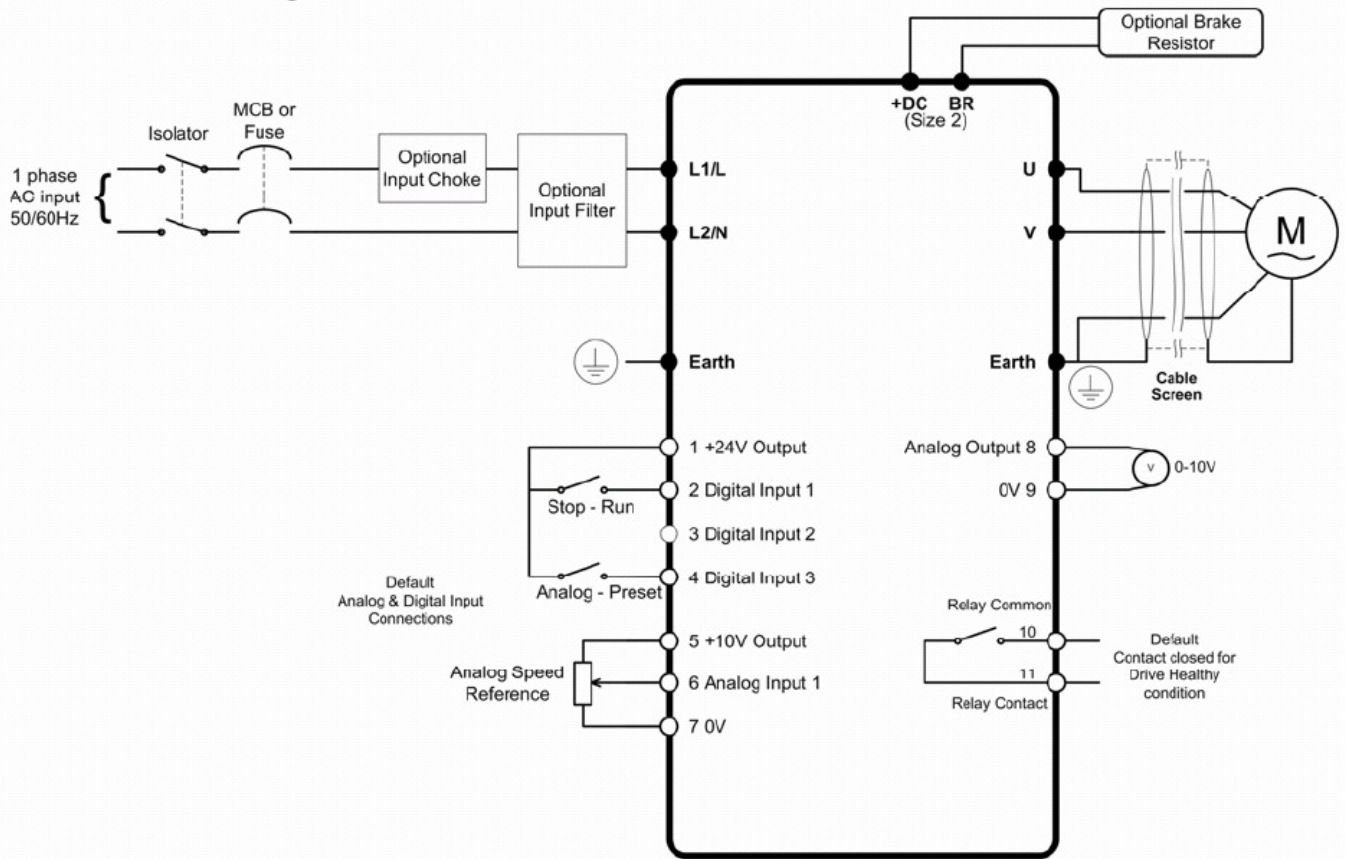 Optional Brake
Resistor
+DC BR
(Size 2)
MCB or
Fuse
Isolator
1 phase
AC input
50/60Hz
Optional
Input Choke
Optional
Input Filter
L1/L
L2/N
U
V
M
Earth
Earth
Cable
Screen
1 +24V Output
2 Digital Input 1
Stop - Run
3 Digital Input 2
4 Digital Input 3
Analog - Preset
Default
Analog & Digital Input
Connections
5 +10V Output
Analog Speed
Reference
6 Analog Input 1
7 0V
Analog Output 8
V
0-10V
0V 9
Relay Common
10
11
Relay Contact
Default
Contact closed for
Drive Healthy
condition